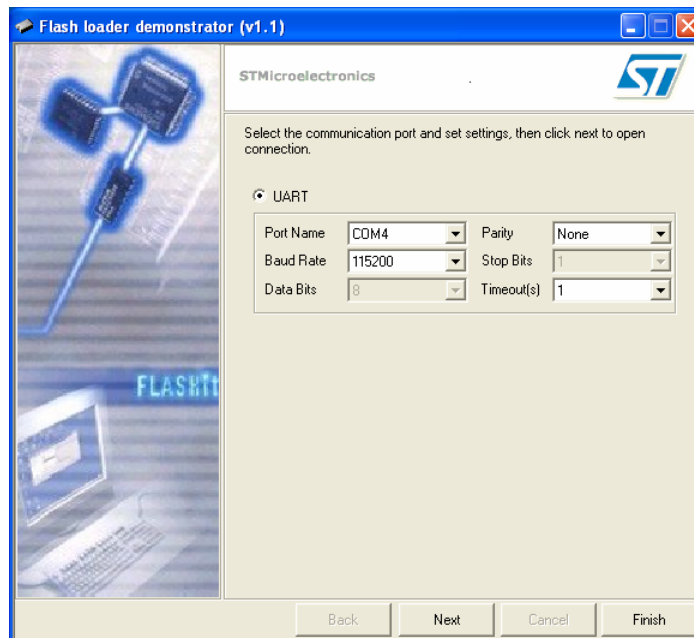 Flash loader demonstrator (v1.1)
STMicroelectronics
ST
Select the communication port and set settings, then click next to open
connection.
UART
Port Name COM4 Parity None
Baud Rate 115200 Stop Bits 1
Data Bits 8 Timeout(s) 1
FLASHit
Back Next Cancel Finish